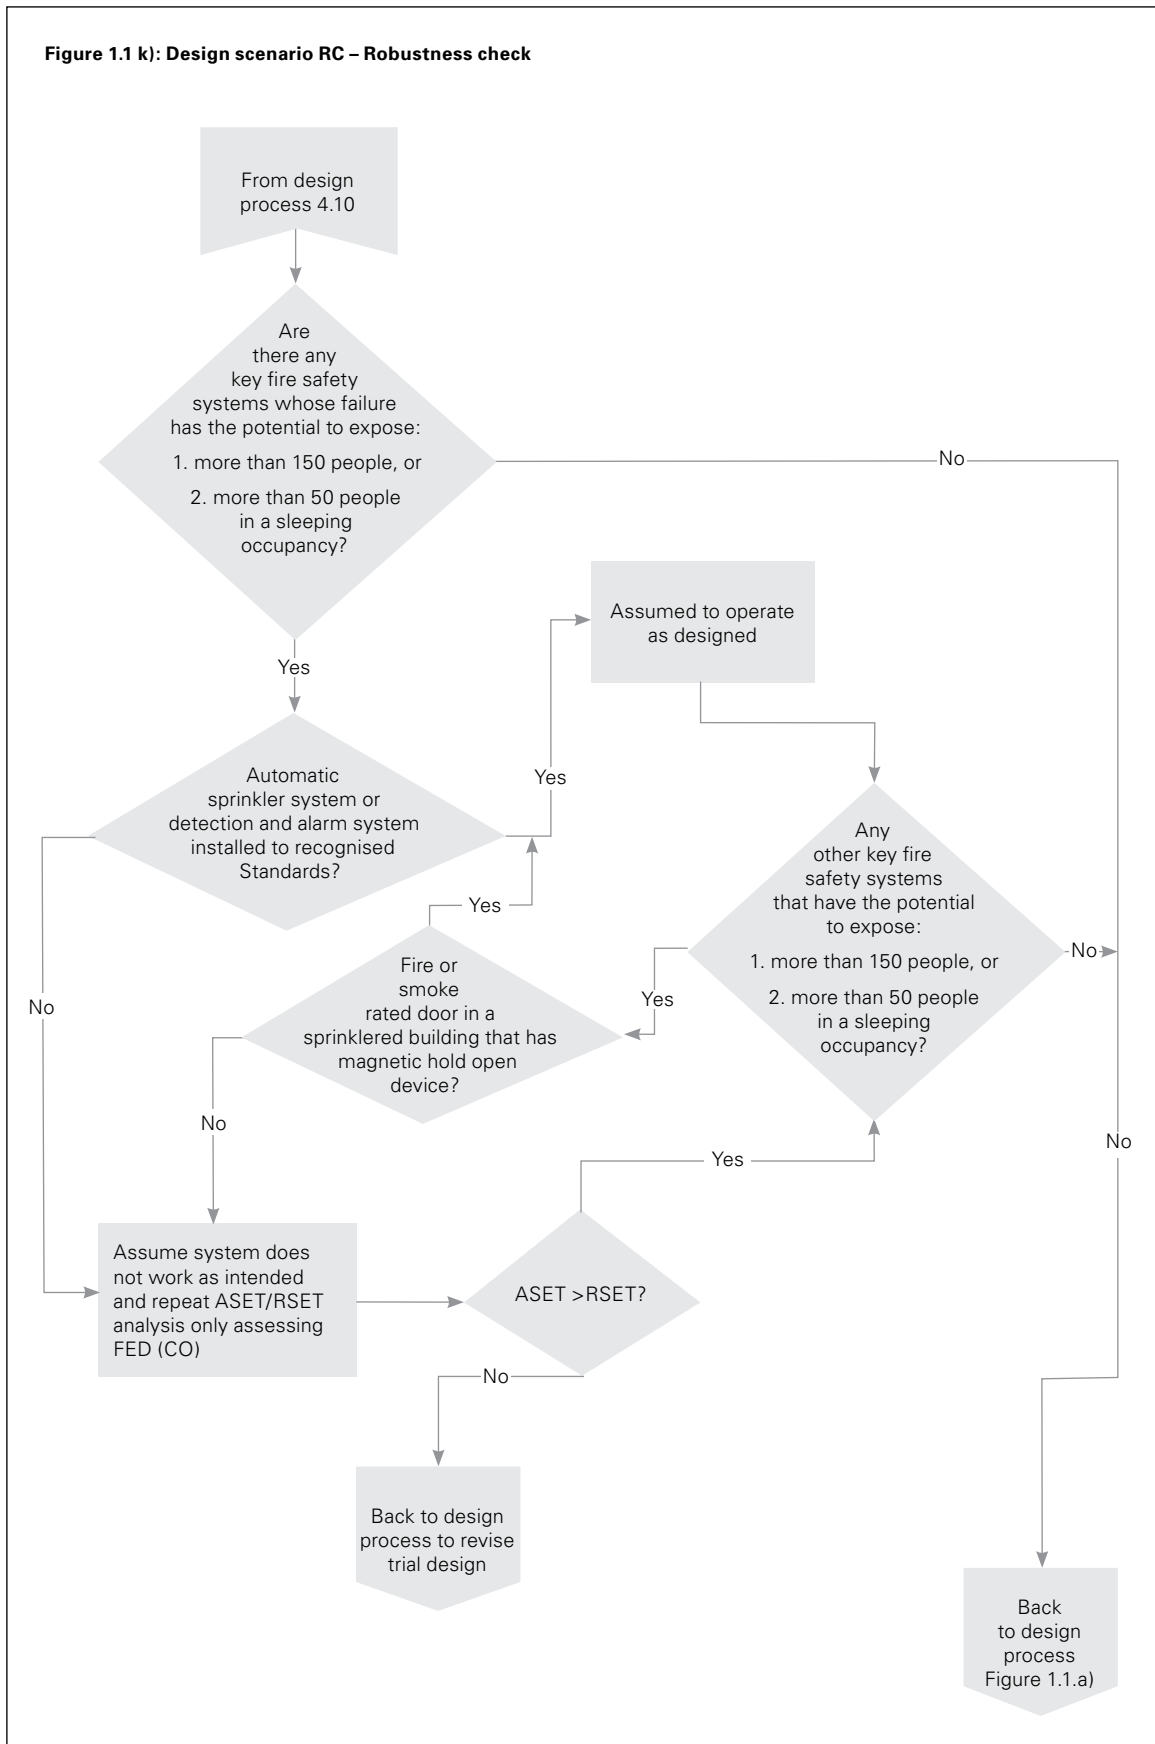 Figure 1.1 k): Design scenario RC – Robustness check
From design
process 4.10
Are
there any
key fire safety
systems whose failure
has the potential to expose:
1. more than 150 people, or
2. more than 50 people
in a sleeping
occupancy?
No
Yes
Assumed to operate
as designed
Automatic
sprinkler system or
detection and alarm system
installed to recognised
Standards?
Yes
Any
other key fire
safety systems
that have the potential
to expose:
1. more than 150 people, or
2. more than 50 people
in a sleeping
occupancy?
Yes
No
Fire or
smoke
rated door in a
sprinklered building that has
magnetic hold open
device?
Yes
No
No
No
Yes
Assume system does
not work as intended
and repeat ASET/RSET
analysis only assessing
FED (CO)
ASET >RSET?
No
Back to design
process to revise
trial design
Back
to design
process
Figure 1.1.a)